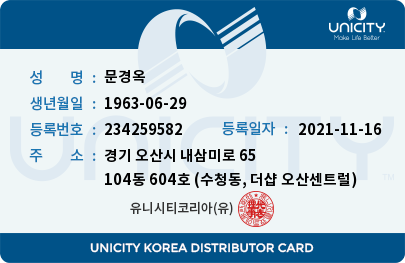 UNICITY
Make Life Better
성 명 : 문경옥
생년월일 : 1963-06-29
등록번호 : 234259582 등록일자 : 2021-11-16
주 소 : 경기 오산시 내삼미로 65
104동 604호 (수청동, 더샵 오산센트럴)
유니시티코리아(유)
UNICITY
UNICITY KOREA DISTRIBUTOR CARD